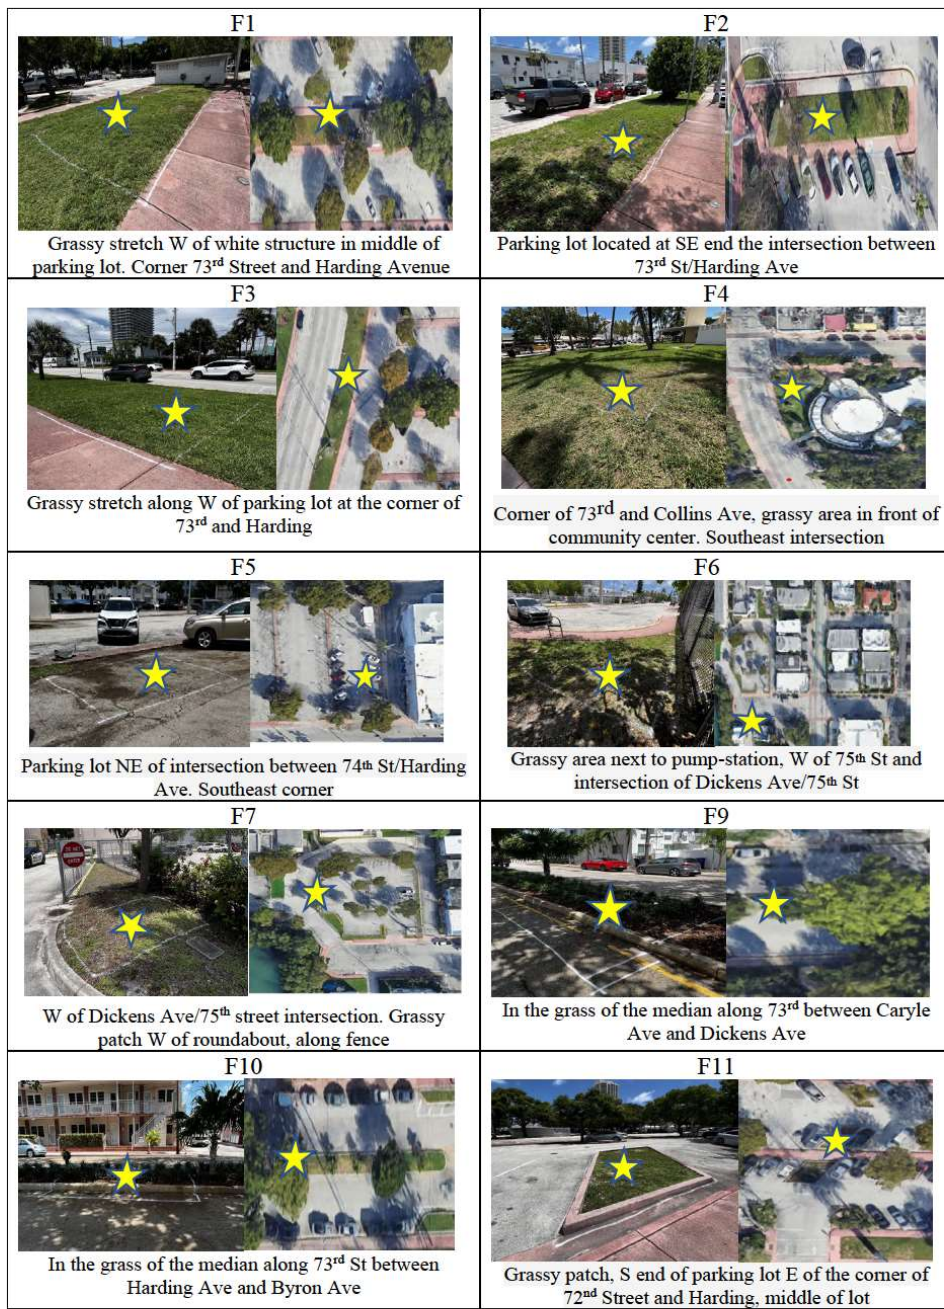 F1
Grassy stretch W of white structure in middle of
parking lot. Corner 73rd Street and Harding Avenue
F2
Parking lot located at SE end the intersection between
73rd St/Harding Ave
F3
Grassy stretch along W of parking lot at the corner of
73rd and Harding
F4
Corner of 73rd and Collins Ave, grassy area in front of
community center. Southeast intersection
F5
Parking lot NE of intersection between 74th St/Harding
Ave. Southeast corner
F6
Grassy area next to pump-station, W of 75th St and
intersection of Dickens Ave/75th St
F7
DO NOT
ENTER
W of Dickens Ave/75th street intersection. Grassy
patch W of roundabout, along fence
F9
In the grass of the median along 73rd between Caryle
Ave and Dickens Ave
F10
In the grass of the median along 73rd St between
Harding Ave and Byron Ave
F11
Grassy patch, S end of parking lot E of the corner of
72nd Street and Harding, middle of lot